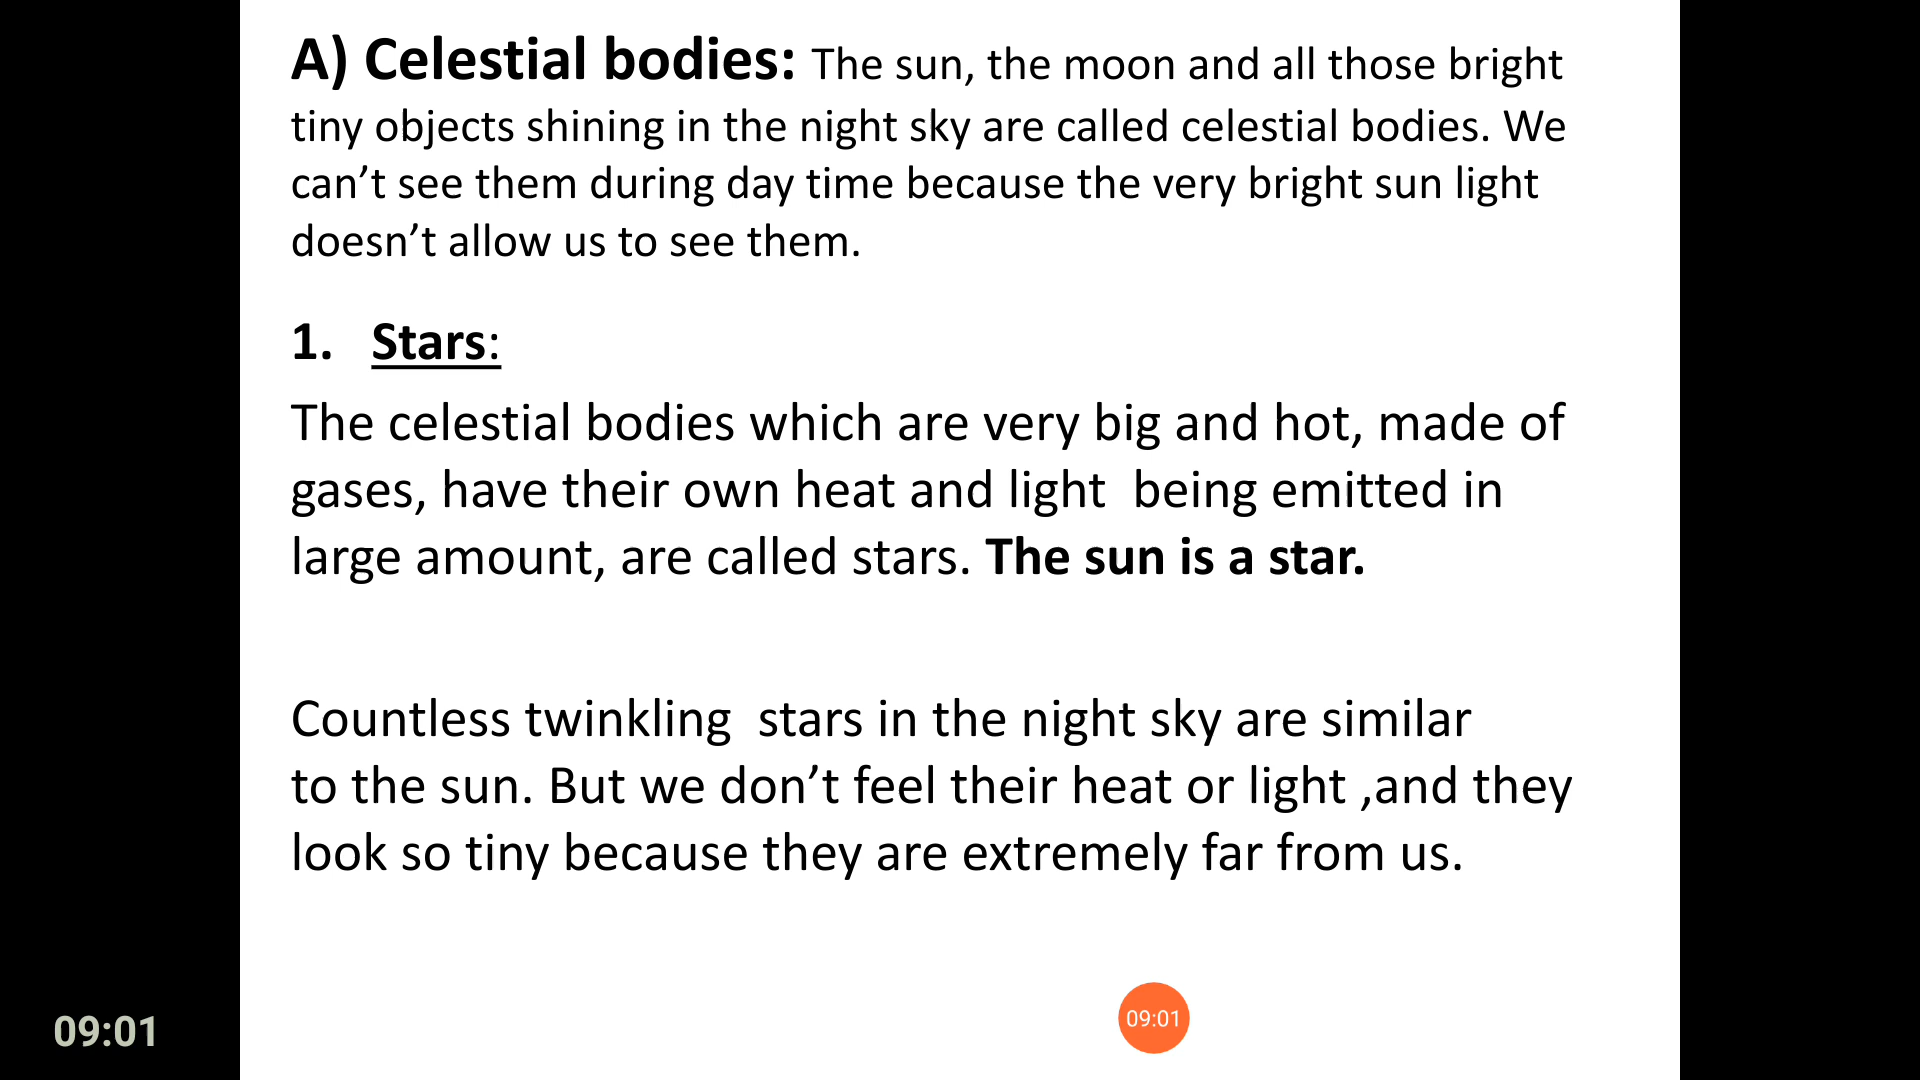 A) Celestial bodies: The sun, the moon and all those bright
tiny objects shining in the night sky are called celestial bodies. We
can’t see them during day time because the very bright sun light
doesn’t allow us to see them.
1. Stars:
The celestial bodies which are very big and hot, made of
gases, have their own heat and light  being emitted in
large amount, are called stars. The sun is a star.
Countless twinkling  stars in the night sky are similar
to the sun. But we don’t feel their heat or light ,and they
look so tiny because they are extremely far from us.
09:01
09:01